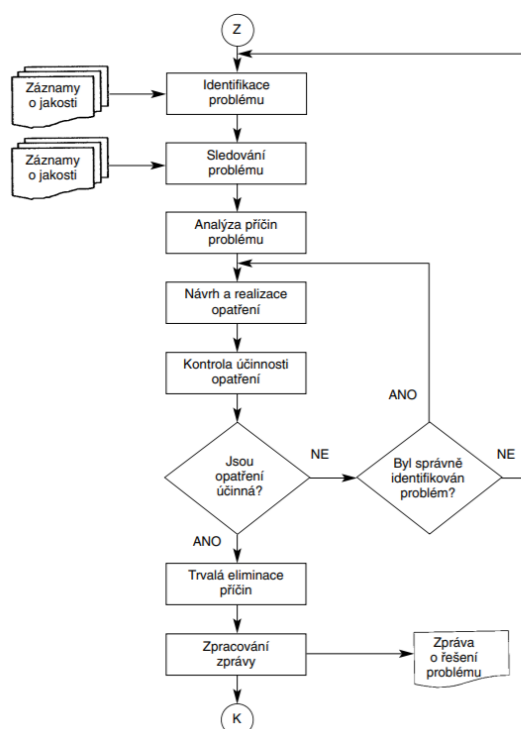 Z
Záznamy
o jakosti
Identifikace
problému
Záznamy
o jakosti
Sledování
problému
Analýza příčin
problému
Návrh a realizace
opatření
Kontrola účinnosti
opatření
ANO
Jsou
opatření
účinná?
NE
Byl správně
identifikován
problém?
NE
ANO
Trvalá eliminace
příčin
Zpracování
zprávy
Zpráva
o řešení
problému
K